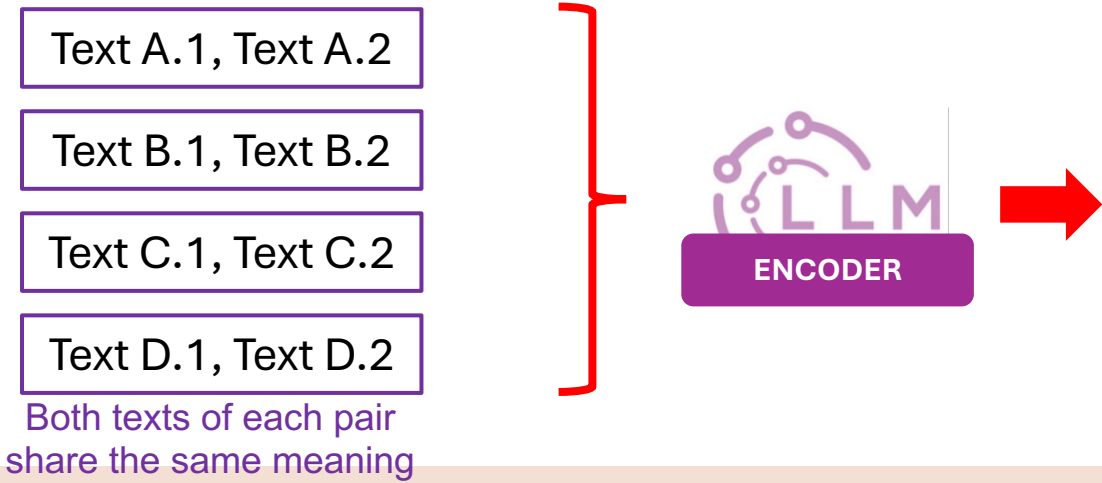 Text A.1, Text A.2
Text B.1, Text B.2
Text C.1, Text C.2
Text D.1, Text D.2
Both texts of each pair
share the same meaning
LLM
ENCODER